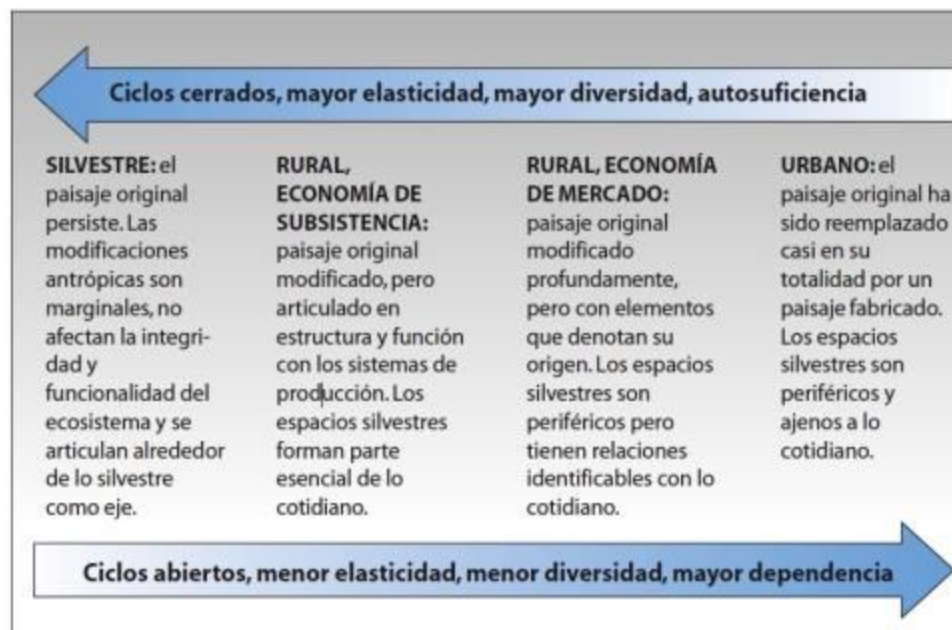 Ciclos cerrados, mayor elasticidad, mayor diversidad, autosuficiencia
SILVESTRE: el
paisaje original
persiste. Las
modificaciones
antrópicas son
marginales, no
afectan la integri-
dad y
funcionalidad del
ecosistema y se
articulan alrededor
de lo silvestre
como eje.
RURAL,
ECONOMÍA DE
SUBSISTENCIA:
paisaje original
modificado, pero
articulado en
estructura y función
con los sistemas de
producción. Los
espacios silvestres
forman parte
esencial de lo
cotidiano.
RURAL, ECONOMÍA
DE MERCADO:
paisaje original
modificado
profundamente,
pero con elementos
que denotan su
origen. Los espacios
silvestres son
periféricos pero
tienen relaciones
identificables con lo
cotidiano.
URBANO: el
paisaje original ha
sido reemplazado
casi en su
totalidad por un
paisaje fabricado.
Los espacios
silvestres son
periféricos y
ajenos a lo
cotidiano.
Ciclos abiertos, menor elasticidad, menor diversidad, mayor dependencia